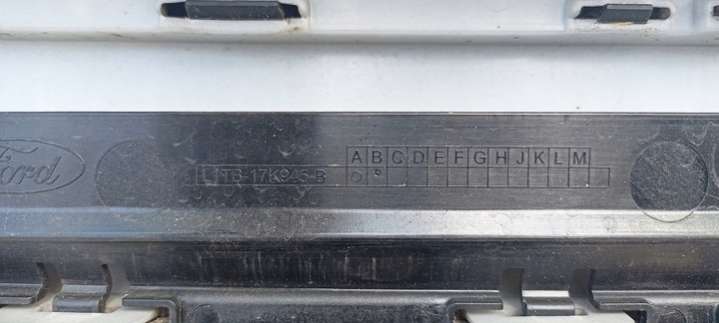 Ford
L1TB-17K945-B
A B C D E F G H J K L M